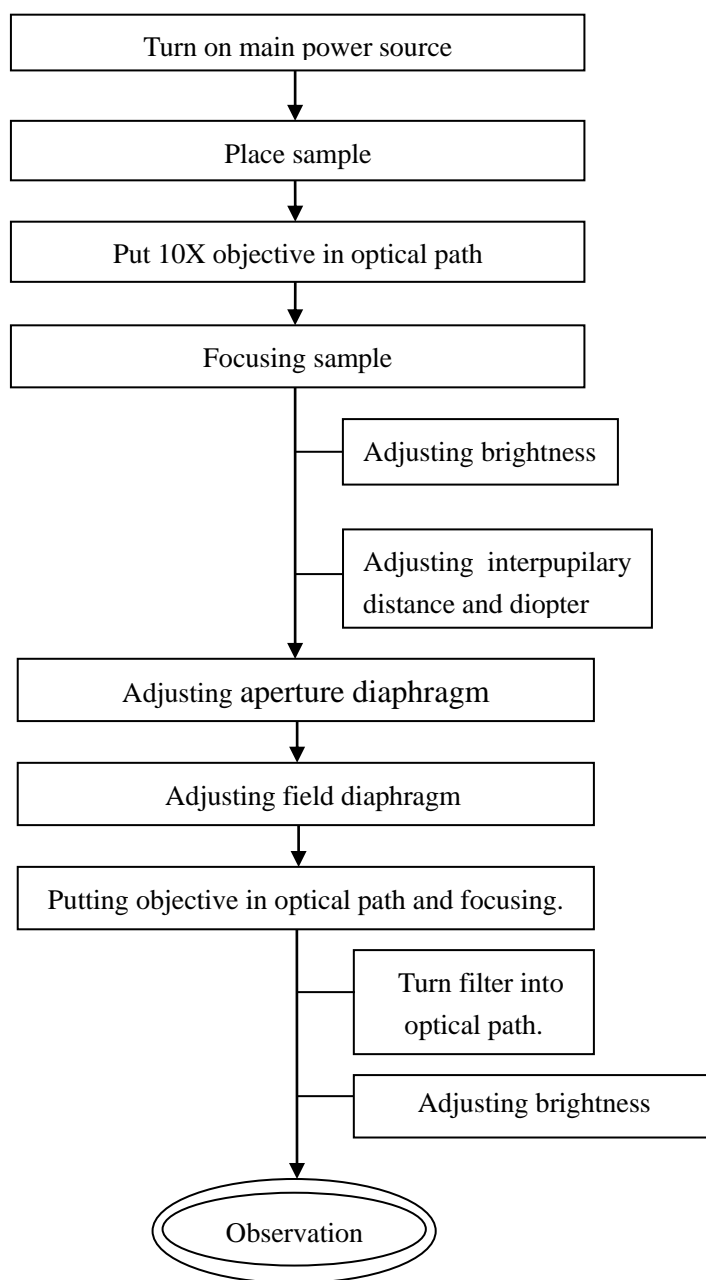 Turn on main power source
Place sample
Put 10X objective in optical path
Focusing sample
Adjusting brightness
Adjusting interpupilary
distance and diopter
Adjusting aperture diaphragm
Adjusting field diaphragm
Putting objective in optical path and focusing.
Turn filter into
optical path.
Adjusting brightness
Observation